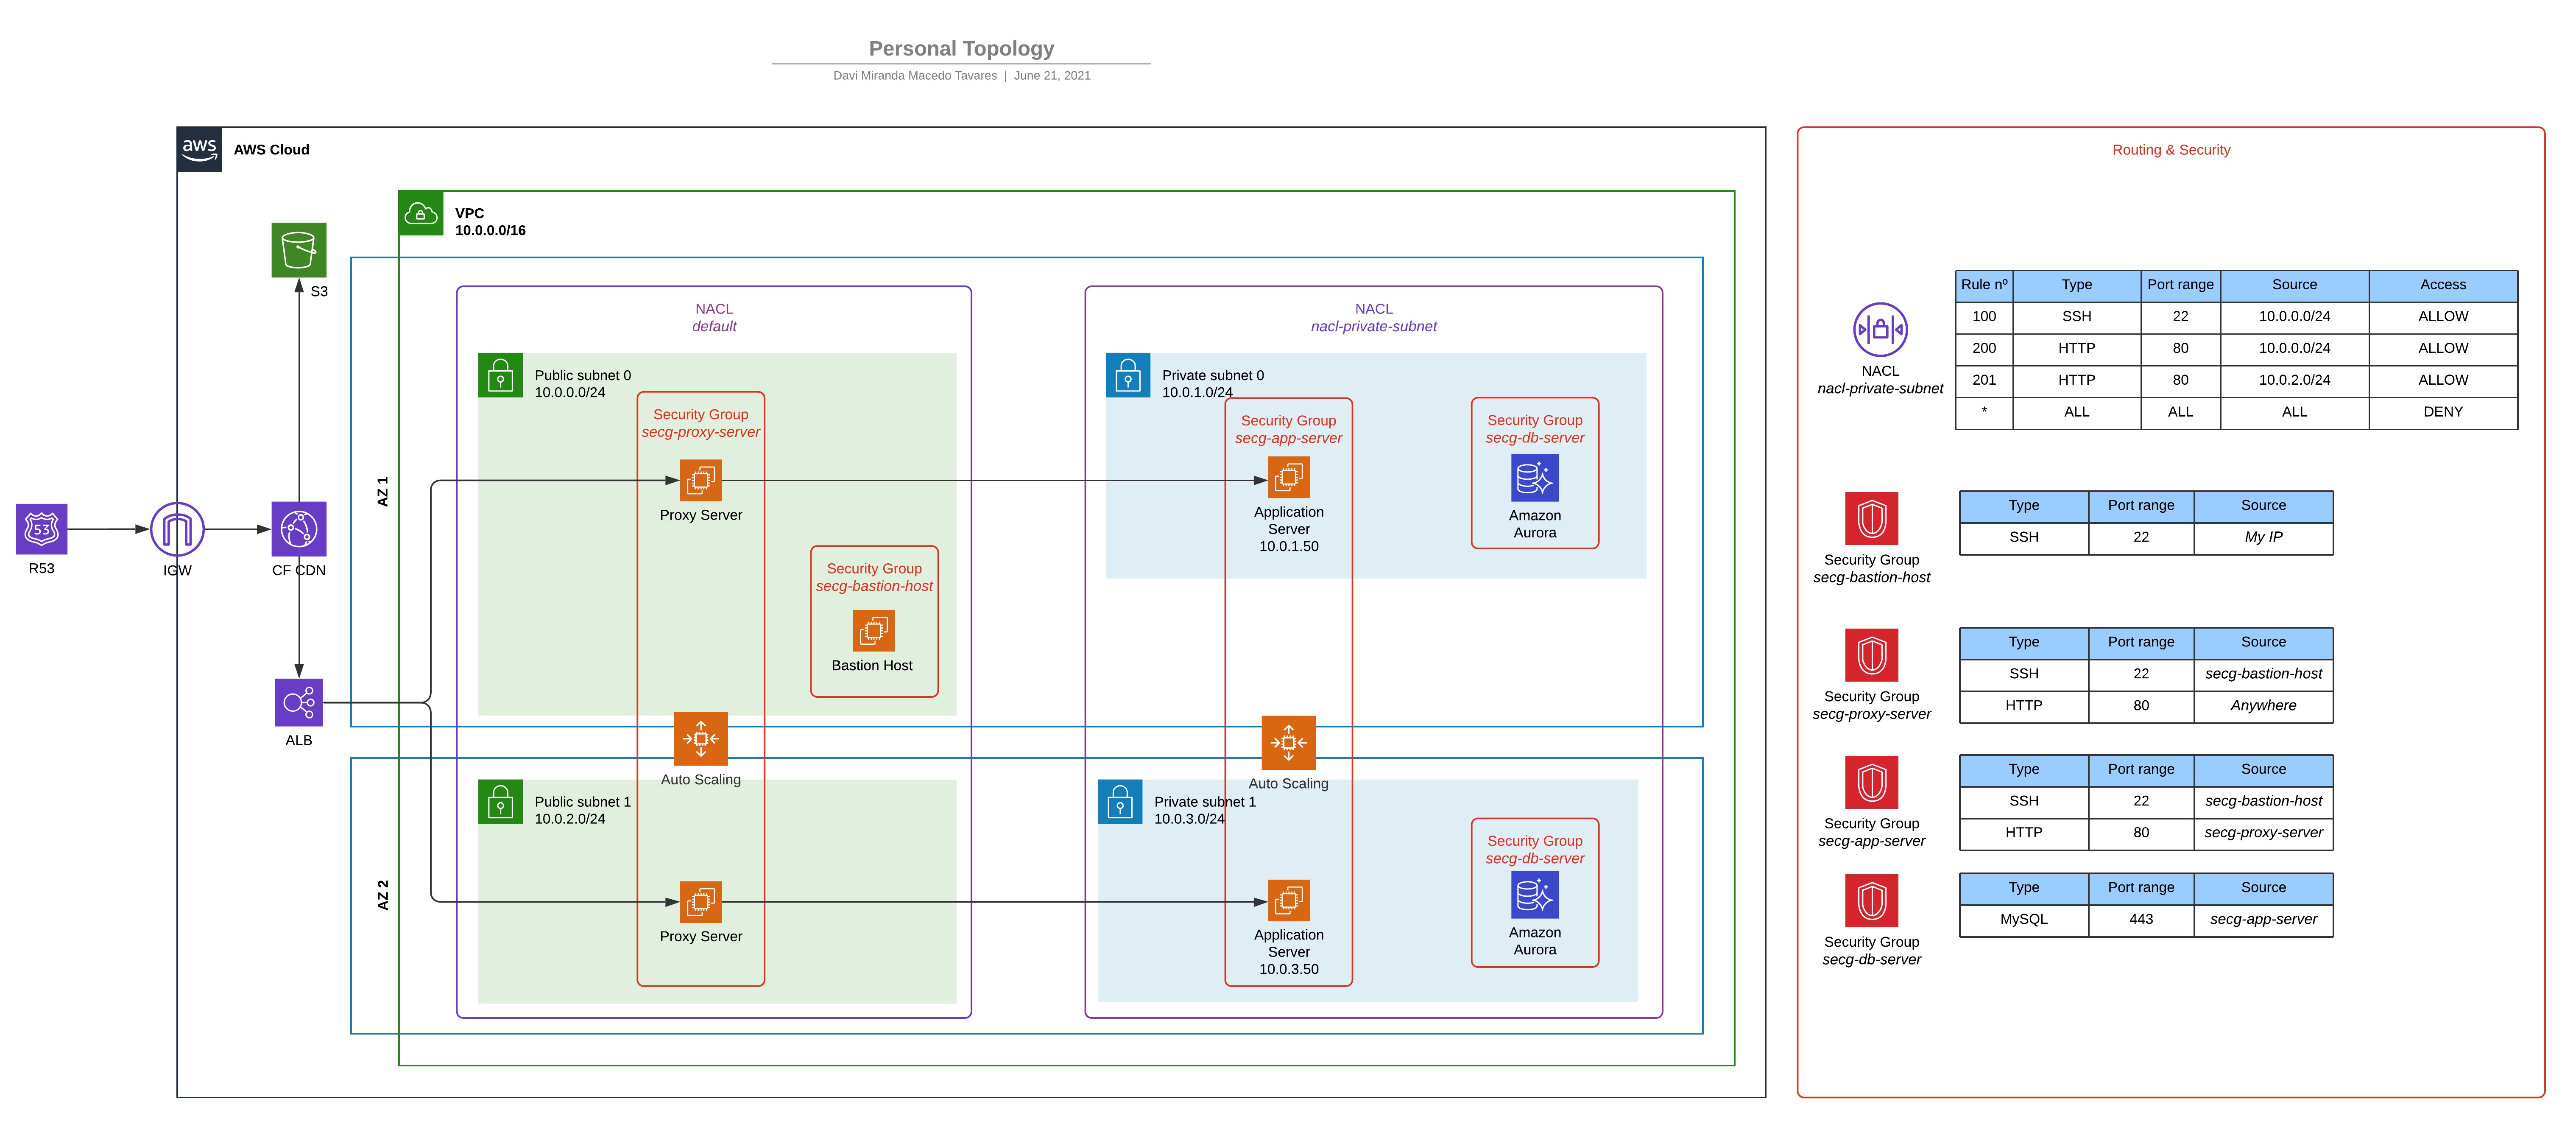 Personal Topology
Davi Miranda Macedo Tavares | June 21, 2021
aws
AWS Cloud
VPC
10.0.0.0/16
S3
R53
53
IGW
CF CDN
ALB
AZ 1
NACL
default
Public subnet 0
10.0.0.0/24
Security Group
secg-proxy-server
Proxy Server
Security Group
secg-bastion-host
Bastion Host
NACL
nacl-private-subnet
Private subnet 0
10.0.1.0/24
Security Group
secg-app-server
Application
Server
10.0.1.50
Security Group
secg-db-server
Amazon
Aurora
Auto Scaling
Auto Scaling
AZ 2
Public subnet 1
10.0.2.0/24
Proxy Server
Private subnet 1
10.0.3.0/24
Application
Server
10.0.3.50
Security Group
secg-db-server
Amazon
Aurora
Routing & Security
NACL
nacl-private-subnet
Rule nº Type Port range Source Access
100 SSH 22 10.0.0.0/24 ALLOW
200 HTTP 80 10.0.0.0/24 ALLOW
201 HTTP 80 10.0.2.0/24 ALLOW
* ALL ALL ALL DENY
Security Group
secg-bastion-host
Type Port range Source
SSH 22 My IP
Security Group
secg-proxy-server
Type Port range Source
SSH 22 secg-bastion-host
HTTP 80 Anywhere
Security Group
secg-app-server
Type Port range Source
SSH 22 secg-bastion-host
HTTP 80 secg-proxy-server
Security Group
secg-db-server
Type Port range Source
MySQL 443 secg-app-server